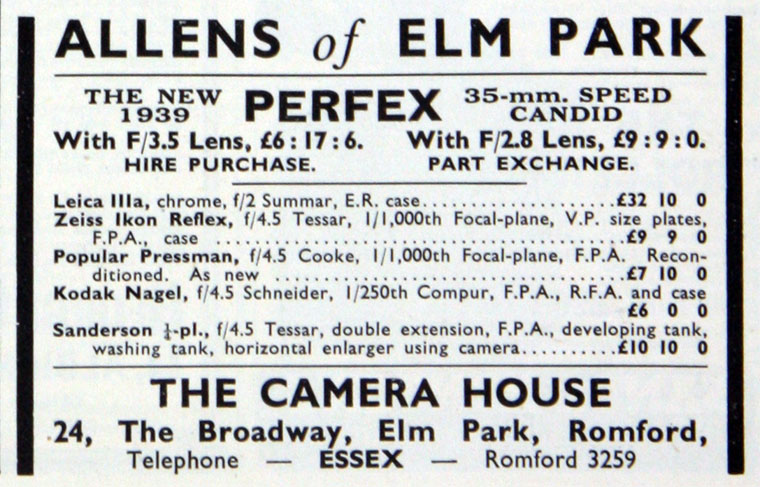 ALLENS of ELM PARK
THE NEW 1939 PERFEX 35-mm. SPEED CANDID
With F/3.5 Lens, £6:17:6. With F/2.8 Lens, £9:9:0.
HIRE PURCHASE. PART EXCHANGE.
Leica IIIa, chrome, f/2 Summar, E.R. case....................£32 10 0
Zeiss Ikon Reflex, f/4.5 Tessar, 1/1,000th Focal-plane, V.P. size plates,
F.P.A., case ..........................................£9 9 0
Popular Pressman, f/4.5 Cooke, 1/1,000th Focal-plane, F.P.A. Recon-
ditioned. As new ....................................£7 10 0
Kodak Nagel, f/4.5 Schneider, 1/250th Compur, F.P.A., R.F.A. and case
£6 0 0
Sanderson ¼-pl., f/4.5 Tessar, double extension, F.P.A., developing tank,
washing tank, horizontal enlarger using camera..........£10 10 0
THE CAMERA HOUSE
24, The Broadway, Elm Park, Romford,
Telephone — ESSEX — Romford 3259